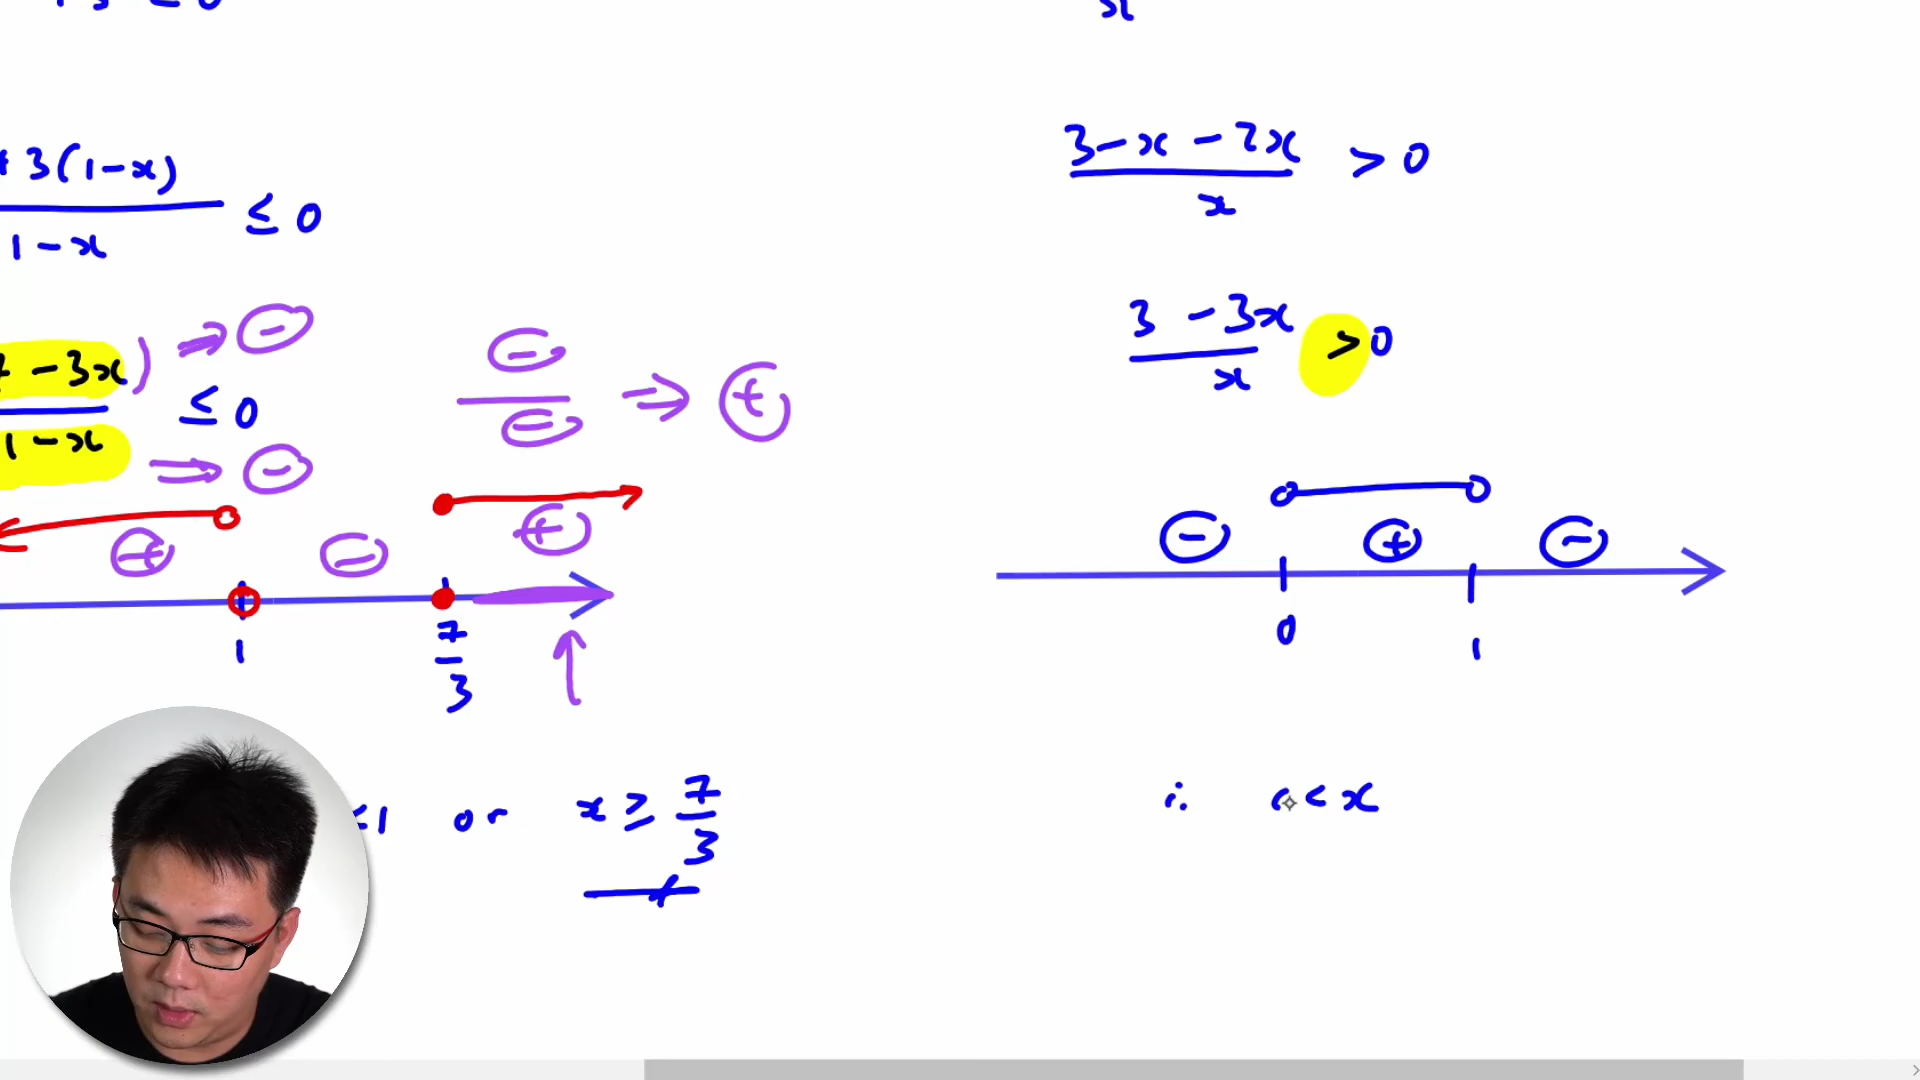 + 3(1-x)
1-x
≤ 0
-3x)
1-x
≤ 0
⇒ ⊖
⇒ ⊖
⊖
⊖
⇒ ⊕
⊕ ⊖ ⊕
1
7
3
<1 or x ≥ 7
3
x
3-x-2x
x
> 0
3-3x
x
>0
⊖ ⊕ ⊖
0 1
∴ < x